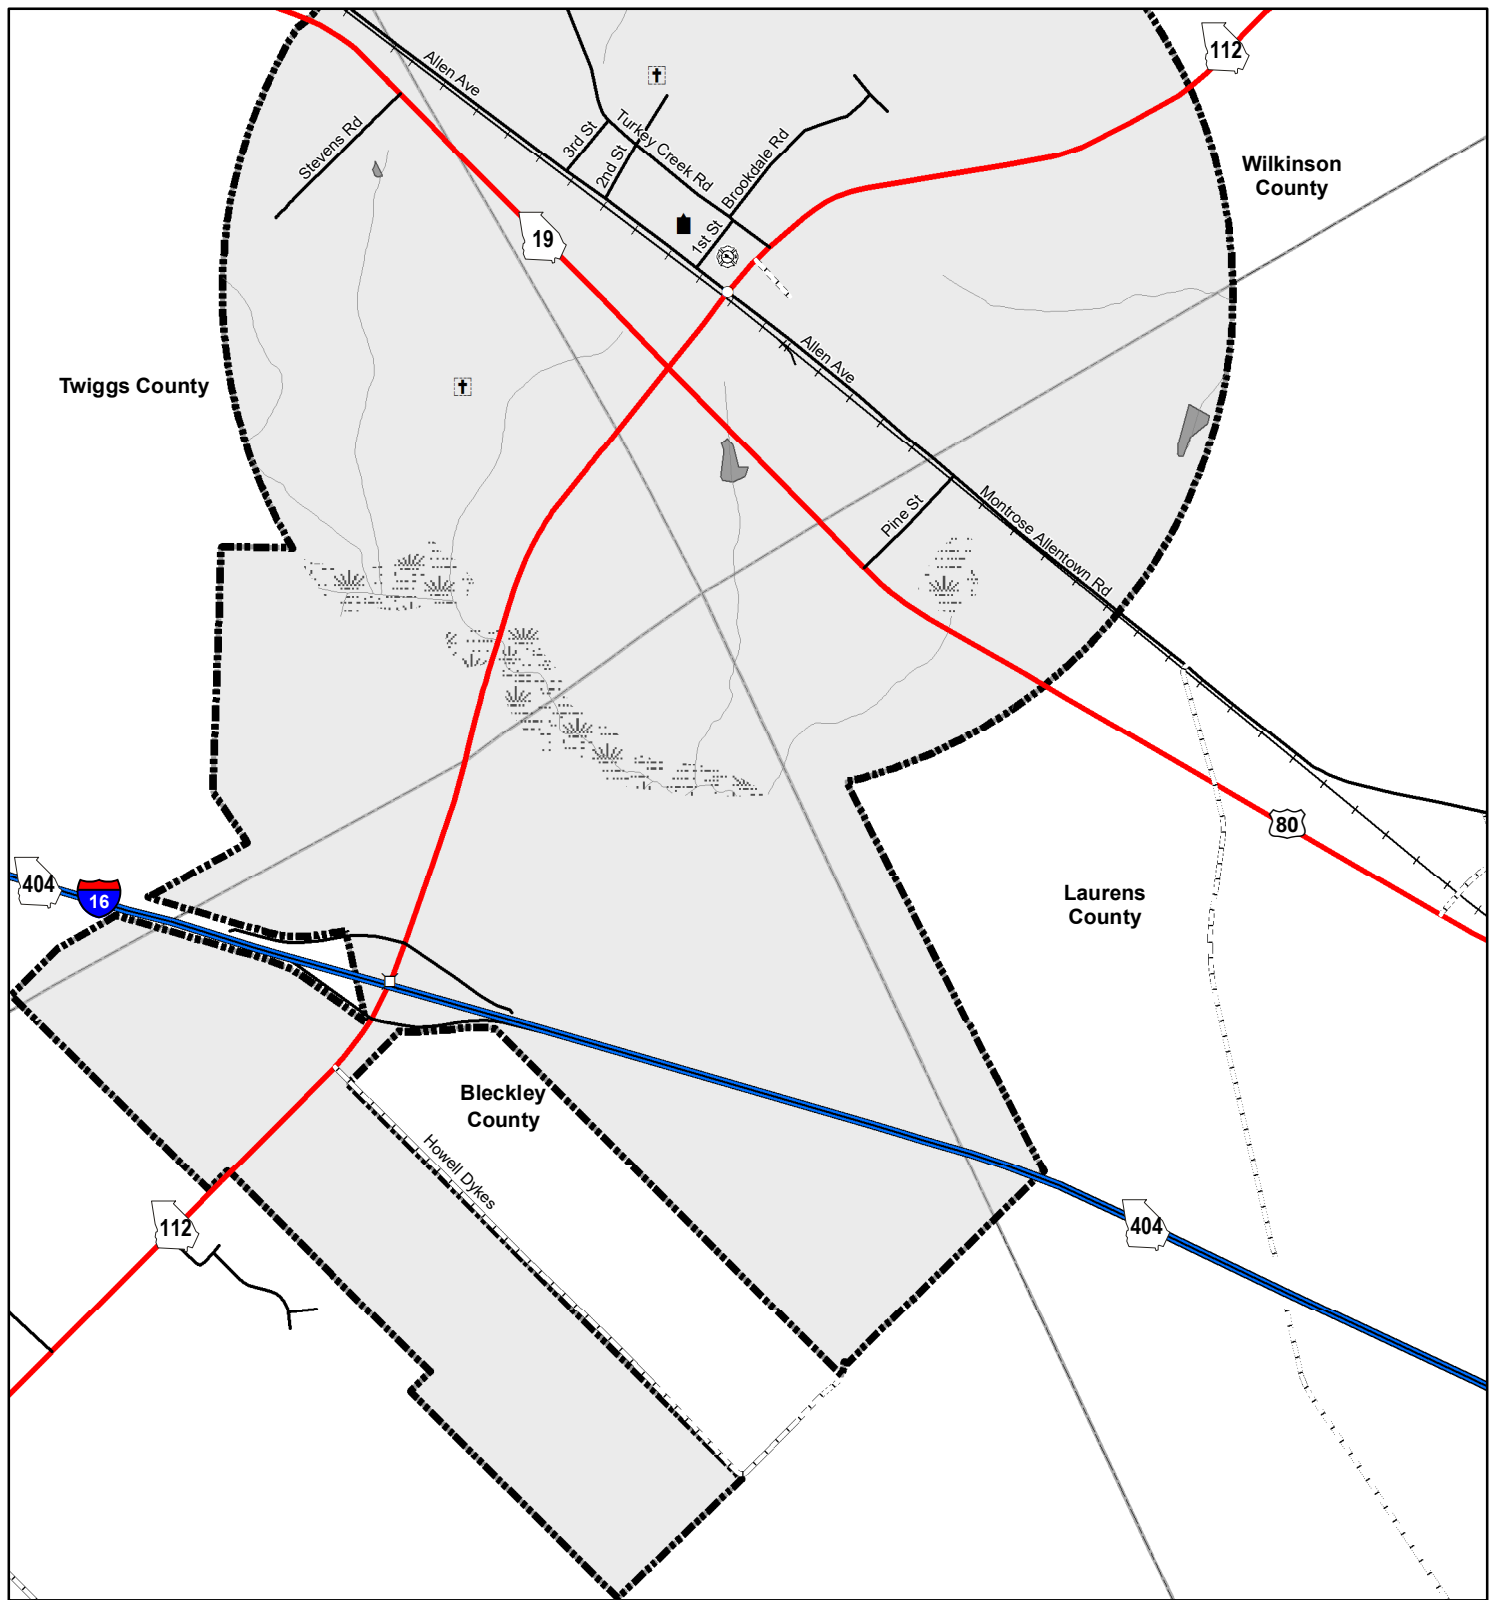 112
Allen Ave
Stevens Rd
3rd St
2nd St
Turkey Creek Rd
Brookdale Rd
1st St
Wilkinson
County
19
Twiggs County
Allen Ave
Pine St
Montrose Allentown Rd
80
404
16
Laurens
County
Bleckley
County
Howell Dykes
112
404